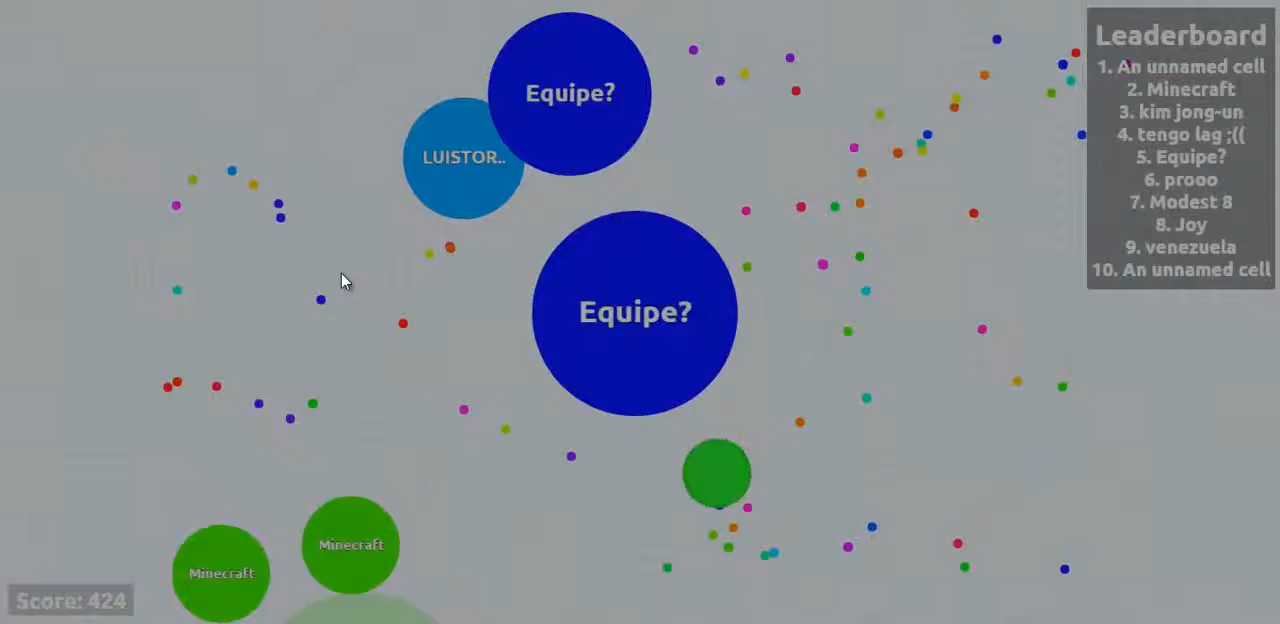 Equipe?
LUISTOR..
Equipe?
Minecraft
Minecraft
Score: 424
Leaderboard
1. An unnamed cell
2. Minecraft
3. kim jong-un
4. tengo lag ;((
5. Equipe?
6. prooo
7. Modest 8
8. Joy
9. venezuela
10. An unnamed cell